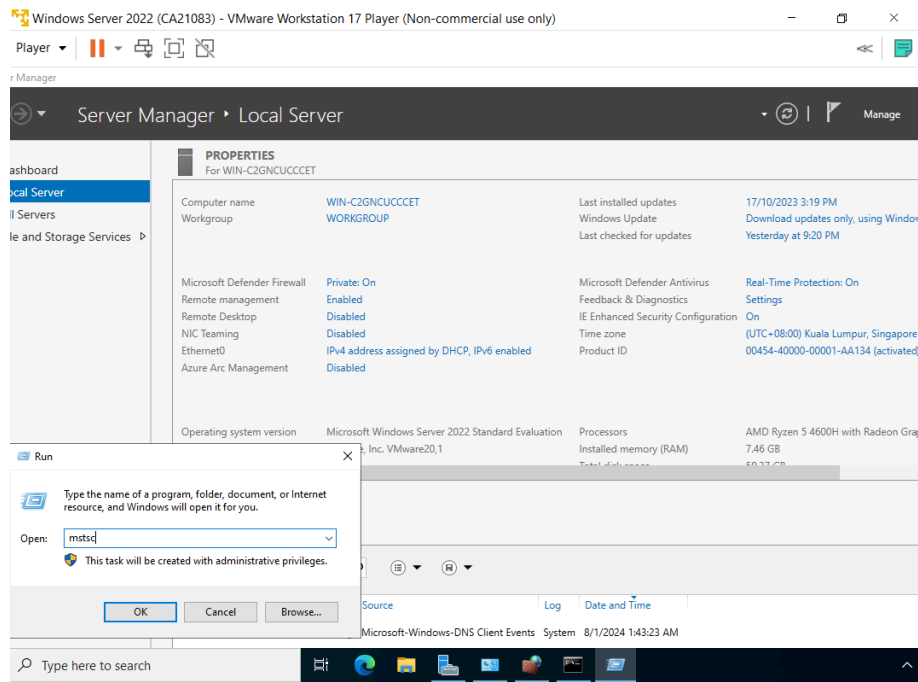 Windows Server 2022 (CA21083) - VMware Workstation 17 Player (Non-commercial use only)
Player
r Manager
Server Manager Local Server
Manage
ashboard
ocal Server
ll Servers
le and Storage Services
PROPERTIES
For WIN-C2GNCUCCCET
Computer name WIN-C2GNCUCCCET Last installed updates 17/10/2023 3:19 PM
Workgroup WORKGROUP Windows Update Download updates only, using Window
Last checked for updates Yesterday at 9:20 PM
Microsoft Defender Firewall Private: On Microsoft Defender Antivirus Real-Time Protection: On
Remote management Enabled Feedback & Diagnostics Settings
Remote Desktop Disabled IE Enhanced Security Configuration On
NIC Teaming Disabled Time zone (UTC+08:00) Kuala Lumpur, Singapore
Ethernet0 IPv4 address assigned by DHCP, IPv6 enabled Product ID 00454-40000-00001-AA134 (activated)
Azure Arc Management Disabled
Operating system version Microsoft Windows Server 2022 Standard Evaluation Processors AMD Ryzen 5 4600H with Radeon Gra
, Inc. VMware20,1 Installed memory (RAM) 7.46 GB
Total disk space 59.37 GB
Run
Type the name of a program, folder, document, or Internet
resource, and Windows will open it for you.
Open: mstsc
This task will be created with administrative privileges.
OK Cancel Browse...
Source Log Date and Time
Microsoft-Windows-DNS Client Events System 8/1/2024 1:43:23 AM
Type here to search